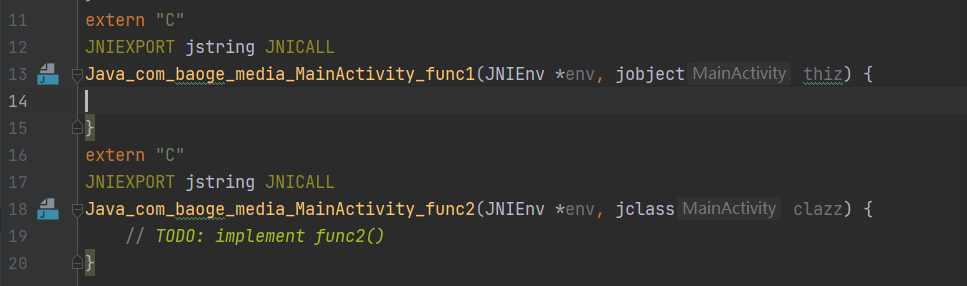 11 extern "C"
12 JNIEXPORT jstring JNICALL
13 Java_com_baoge_media_MainActivity_func1(JNIEnv *env, jobject MainActivity thiz) {
14
15 }
16 extern "C"
17 JNIEXPORT jstring JNICALL
18 Java_com_baoge_media_MainActivity_func2(JNIEnv *env, jclass MainActivity clazz) {
19 // TODO: implement func2()
20 }